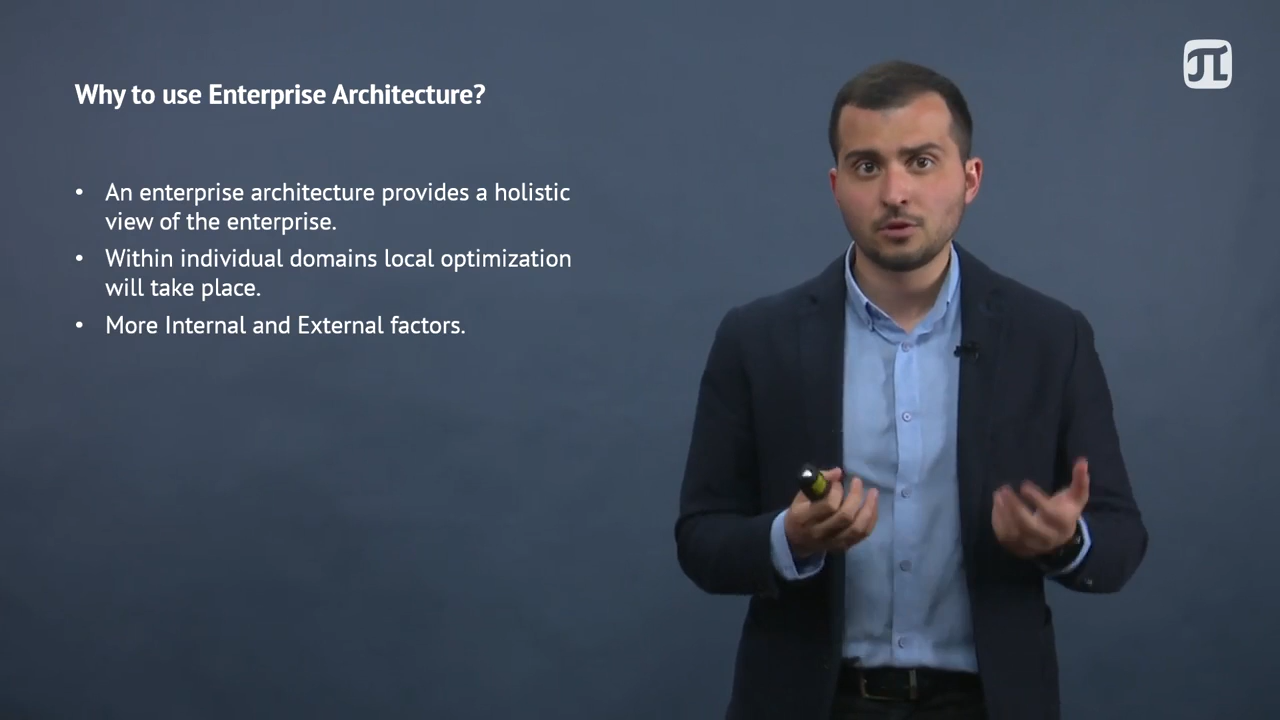 Why to use Enterprise Architecture?
• An enterprise architecture provides a holistic
view of the enterprise.
• Within individual domains local optimization
will take place.
• More Internal and External factors.